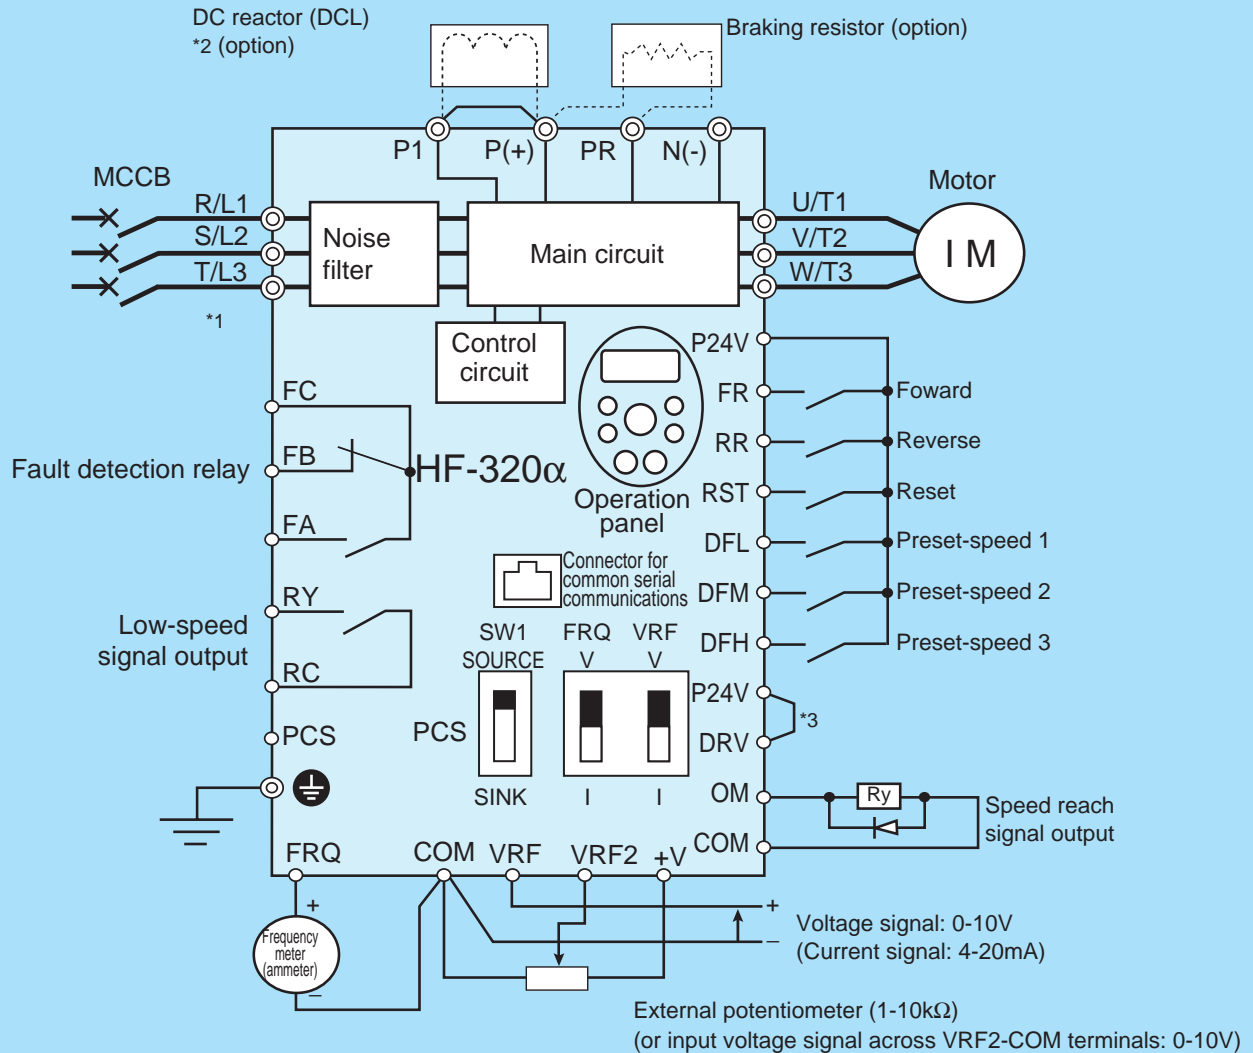 DC reactor (DCL)
*2 (option)
Braking resistor (option)
P1
P(+)
PR
N(-)
MCCB
R/L1
S/L2
T/L3
*1
Noise
filter
Main circuit
U/T1
V/T2
W/T3
Motor
I M
Control
circuit
P24V
FR
Foward
RR
Reverse
RST
Reset
DFL
Preset-speed 1
DFM
Preset-speed 2
DFH
Preset-speed 3
P24V
*3
DRV
Fault detection relay
FC
FB
FA
HF-320α
Operation
panel
Connector for
common serial
communications
Low-speed
signal output
RY
RC
PCS
SW1
SOURCE
PCS
SINK
FRQ
V
I
VRF
V
I
OM
COM
Ry
Speed reach
signal output
FRQ
COM
VRF
VRF2
+V
+
Frequency
meter
(ammeter)
−
+
−
Voltage signal: 0-10V
(Current signal: 4-20mA)
External potentiometer (1-10kΩ)
(or input voltage signal across VRF2-COM terminals: 0-10V)